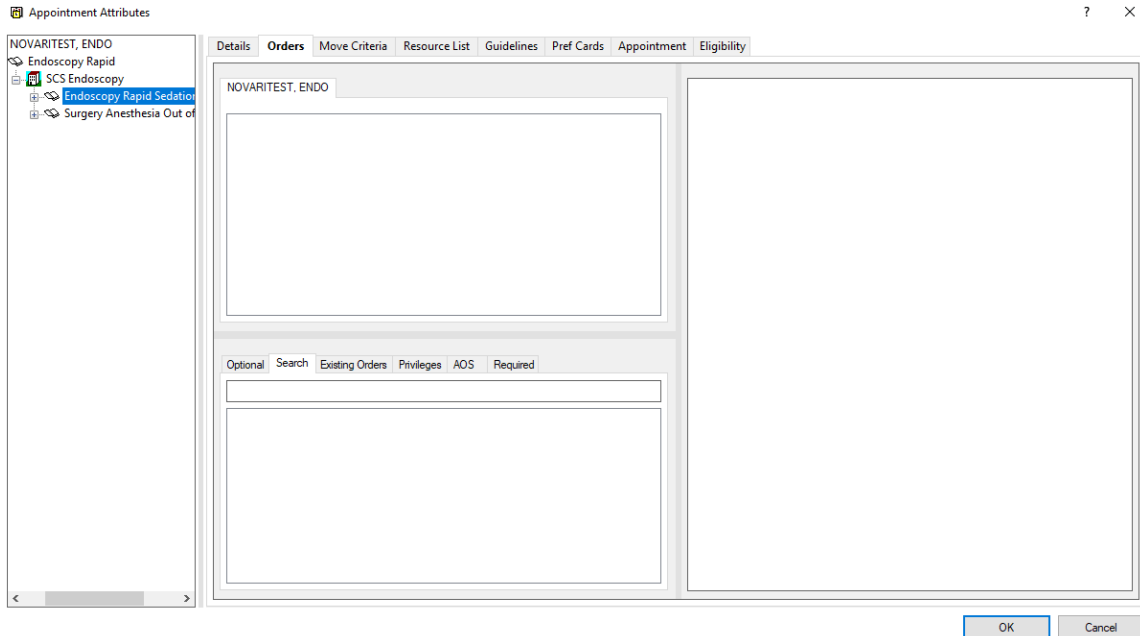 Appointment Attributes
? ×
NOVARITEST, ENDO
Endoscopy Rapid
SCS Endoscopy
Endoscopy Rapid Sedation
Surgery Anesthesia Out of
Details Orders Move Criteria Resource List Guidelines Pref Cards Appointment Eligibility
NOVARITEST, ENDO
Optional Search Existing Orders Privileges AOS Required
OK Cancel